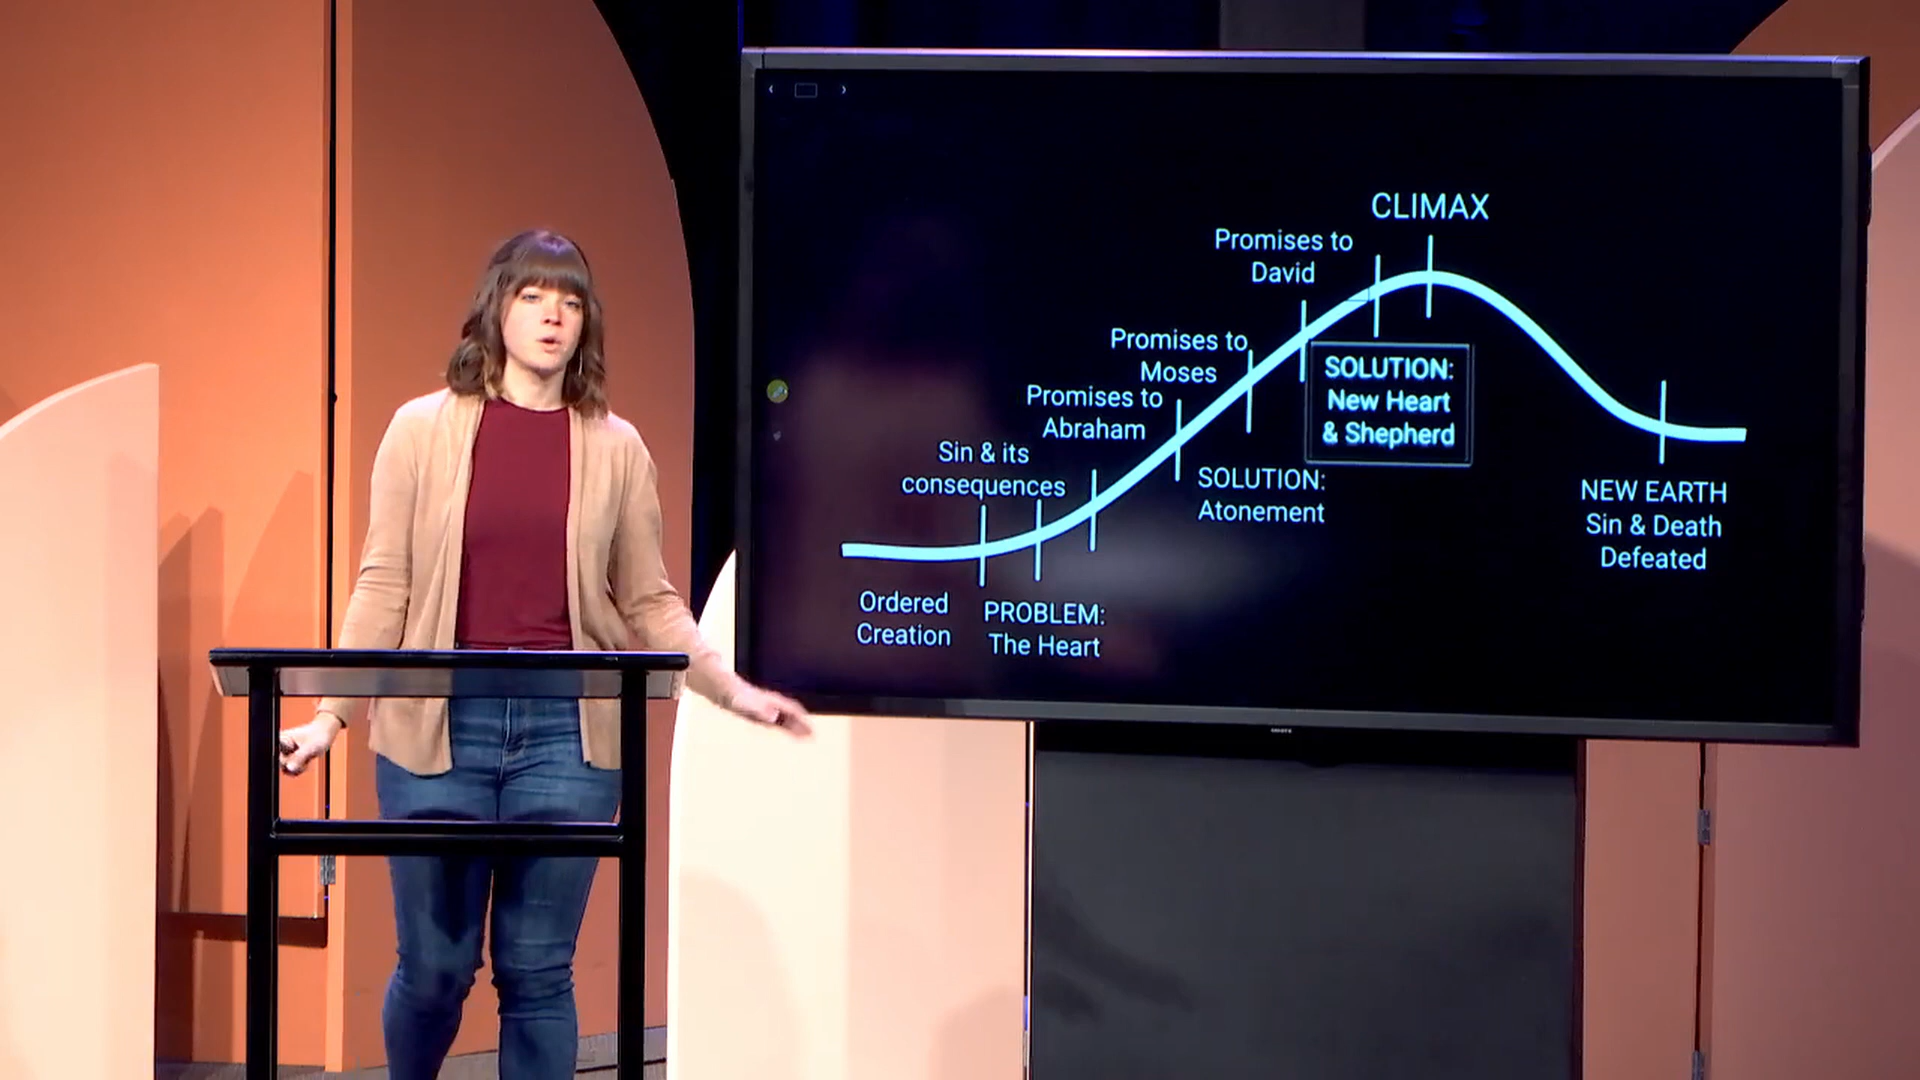 CLIMAX
Promises to
David
Promises to
Moses
SOLUTION:
New Heart
& Shepherd
Promises to
Abraham
Sin & its
consequences
SOLUTION:
Atonement
NEW EARTH
Sin & Death
Defeated
Ordered
Creation
PROBLEM:
The Heart